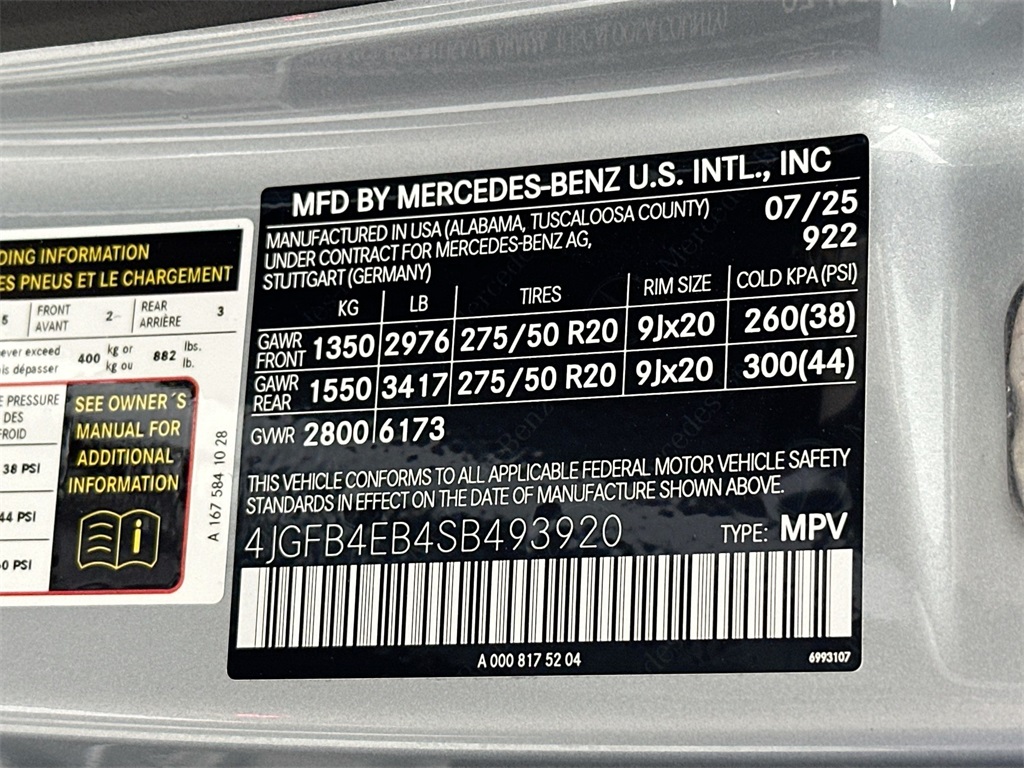 MFD BY MERCEDES-BENZ U.S. INTL., INC
MANUFACTURED IN USA (ALABAMA, TUSCALOOSA COUNTY)
UNDER CONTRACT FOR MERCEDES-BENZ AG,
STUTTGART (GERMANY)
07/25
922
KG LB TIRES RIM SIZE COLD KPA (PSI)
GAWR FRONT 1350 2976 275/50 R20 9Jx20 260(38)
GAWR REAR 1550 3417 275/50 R20 9Jx20 300(44)
GVWR 2800 6173
THIS VEHICLE CONFORMS TO ALL APPLICABLE FEDERAL MOTOR VEHICLE SAFETY
STANDARDS IN EFFECT ON THE DATE OF MANUFACTURE SHOWN ABOVE.
4JGFB4EB4SB493920 TYPE: MPV
A 000 817 52 04 6993107
DING INFORMATION
ES PNEUS ET LE CHARGEMENT
5 FRONT AVANT 2 REAR ARRIÈRE 3
ever exceed 400 kg or 882 lbs.
is dépasser kg ou lb.
E PRESSURE
DES
ROID
38 PSI
44 PSI
0 PSI
SEE OWNER´S
MANUAL FOR
ADDITIONAL
INFORMATION
i
A 167 584 10 28